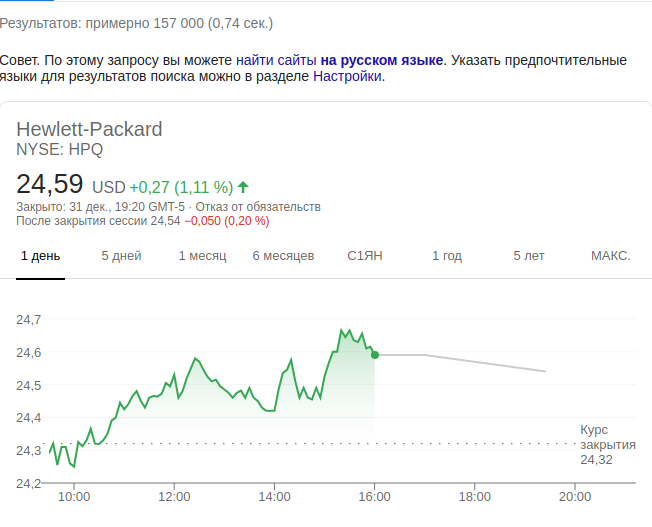 Результатов: примерно 157 000 (0,74 сек.)
Совет. По этому запросу вы можете найти сайты на русском языке. Указать предпочтительные
языки для результатов поиска можно в разделе Настройки.
Hewlett-Packard
NYSE: HPQ
24,59 USD +0,27 (1,11 %)
Закрыто: 31 дек., 19:20 GMT-5 · Отказ от обязательств
После закрытия сессии 24,54 −0,050 (0,20 %)
1 день 5 дней 1 месяц 6 месяцев С1ЯН 1 год 5 лет МАКС.
24,7
24,6
24,5
24,4
24,3
24,2
Курс
закрытия
24,32
10:00 12:00 14:00 16:00 18:00 20:00